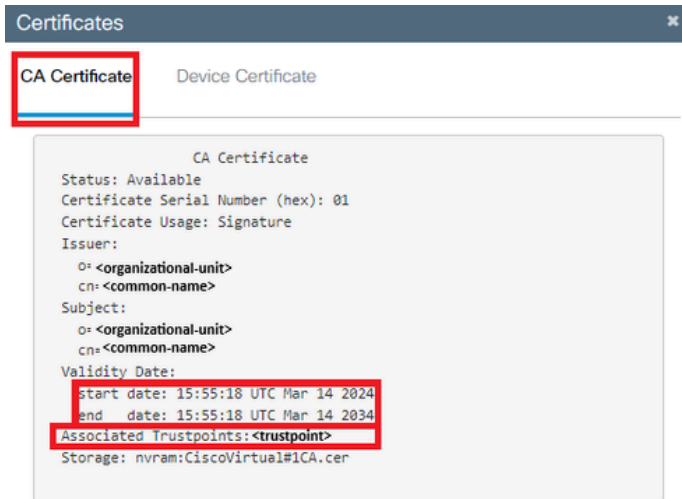 Certificates ×
CA Certificate Device Certificate
CA Certificate
Status: Available
Certificate Serial Number (hex): 01
Certificate Usage: Signature
Issuer:
o= <organizational-unit>
cn= <common-name>
Subject:
o= <organizational-unit>
cn= <common-name>
Validity Date:
start date: 15:55:18 UTC Mar 14 2024
end date: 15:55:18 UTC Mar 14 2034
Associated Trustpoints: <trustpoint>
Storage: nvram:CiscoVirtual#1CA.cer